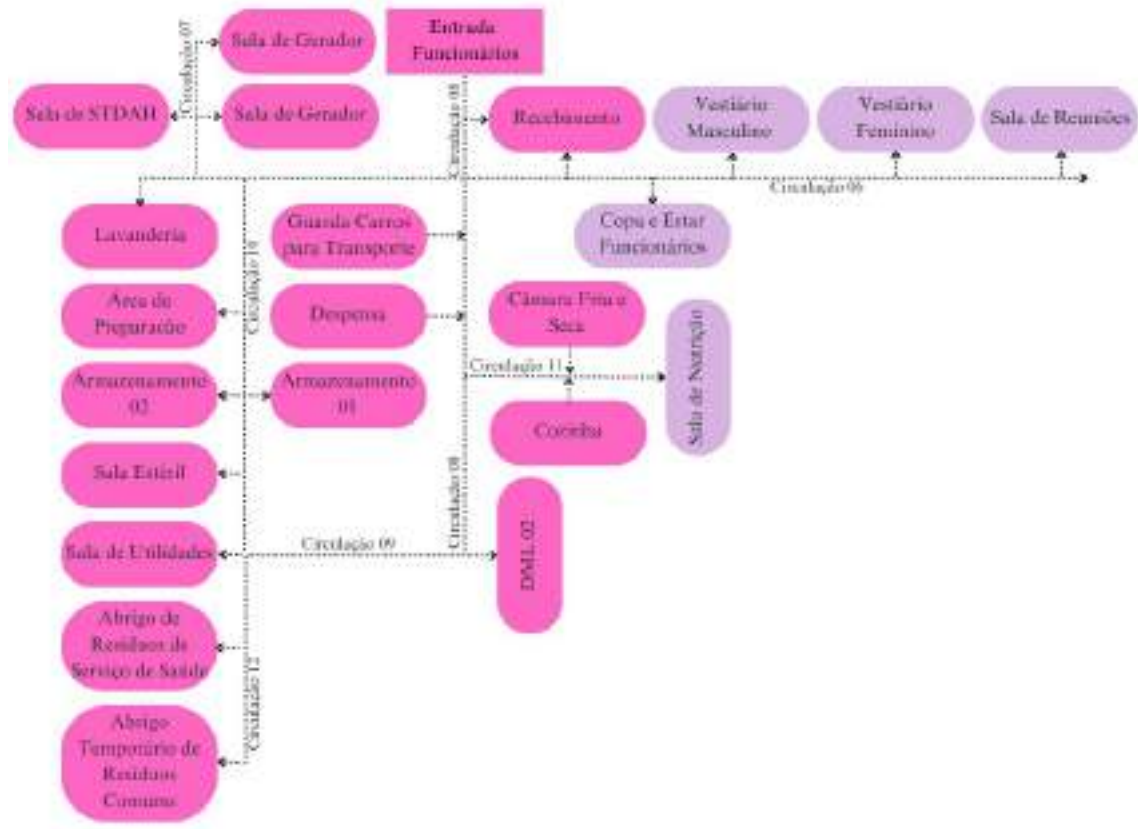 Circulação 07
Sala de Gerador
Entrada
Funcionários
Sala de STDAH
Sala de Gerador
Circulação 08
Recebimento
Vestiário
Masculino
Vestiário
Feminino
Sala de Reuniões
Circulação 06
Lavanderia
Circulação 10
Guarda Carros
para Transporte
Copa e Estar
Funcionários
Área de
Preparação
Despensa
Câmara Fria e
Seca
Circulação 11
Sala de Nutrição
Armazenamento
02
Armazenamento
01
Cozinha
Sala Estéril
Circulação 08
DML 02
Sala de Utilidades
Circulação 09
Abrigo de
Resíduos de
Serviço de Saúde
Circulação 12
Abrigo
Temporário de
Resíduos
Comuns